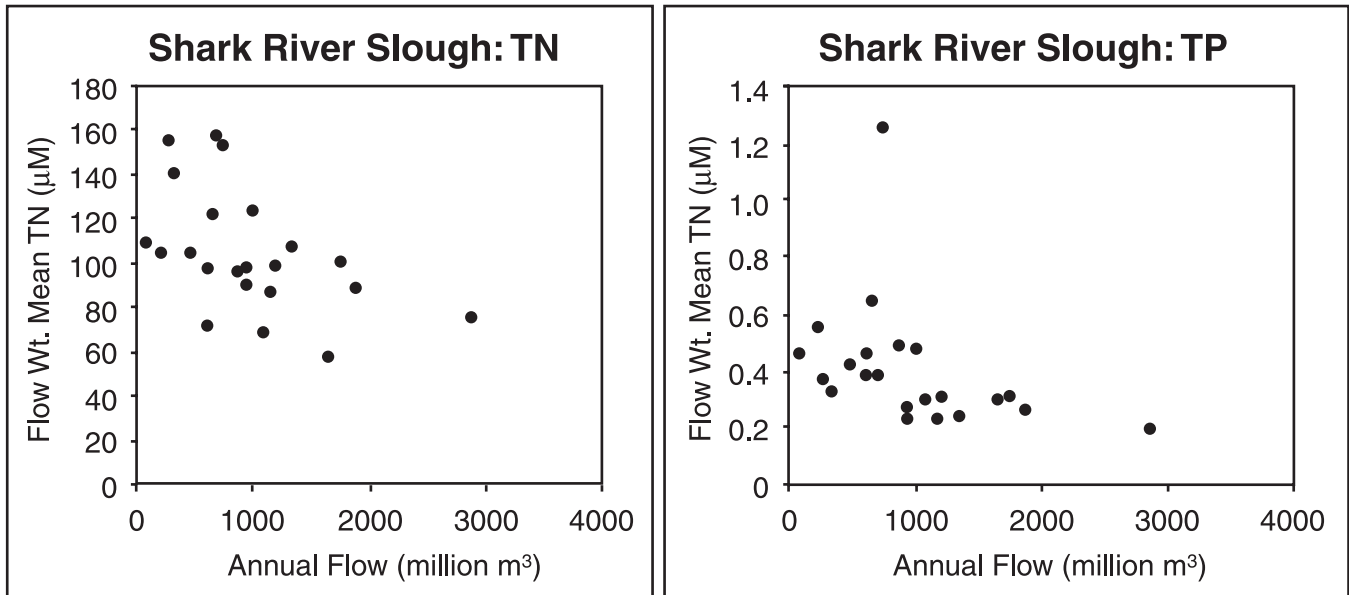 Shark River Slough: TN
Flow Wt. Mean TN (µM)
180
160
140
120
100
80
60
40
20
0
0 1000 2000 3000 4000
Annual Flow (million m³)
Shark River Slough: TP
Flow Wt. Mean TN (µM)
1.4
1.2
1.0
0.8
0.6
0.4
0.2
0
0 1000 2000 3000 4000
Annual Flow (million m³)